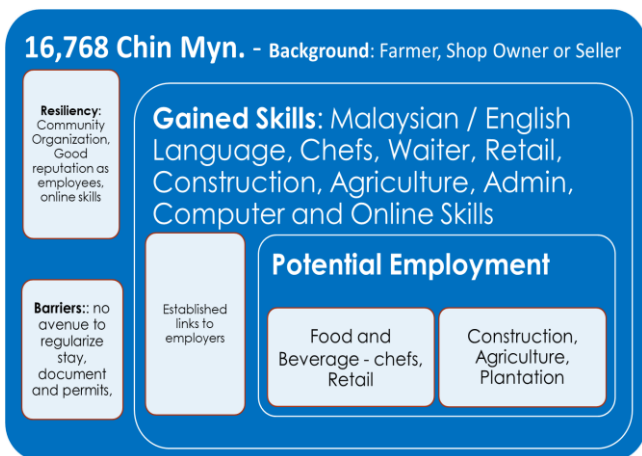 16,768 Chin Myn. - Background: Farmer, Shop Owner or Seller
Resiliency:
Community
Organization,
Good
reputation as
employees,
online skills
Barriers:: no
avenue to
regularize
stay,
document
and permits,
Gained Skills: Malaysian / English
Language, Chefs, Waiter, Retail,
Construction, Agriculture, Admin,
Computer and Online Skills
Established
links to
employers
Potential Employment
Food and
Beverage - chefs,
Retail
Construction,
Agriculture,
Plantation